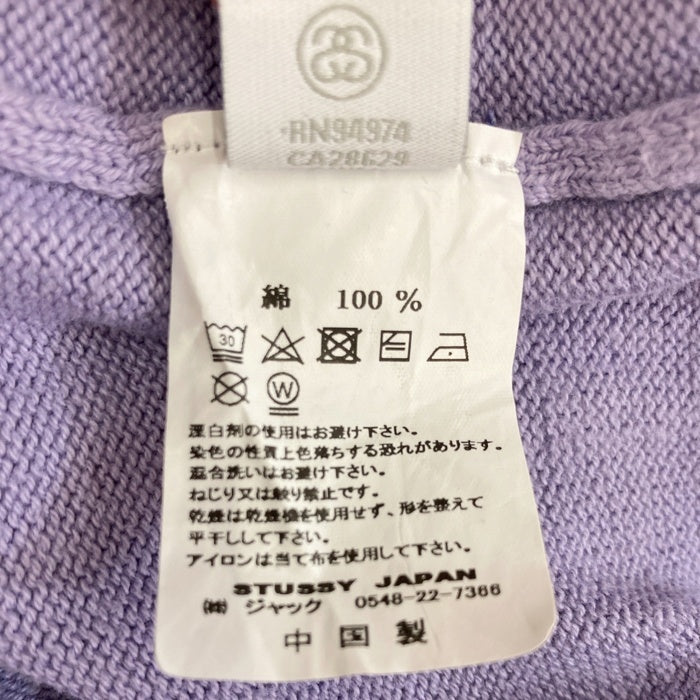 RN94974
CA28629
綿 100 %
30
W
漂白剤の使用はお避け下さい。
染色の性質上色落ちする恐れがあります。
混合洗いはお避け下さい。
ねじり又は触り禁止です。
乾燥は乾燥機を使用せず、形を整えて
平干しして下さい。
アイロンは当て布を使用して下さい。
STUSSY JAPAN
㈱ ジャック 0548-22-7366
中国製